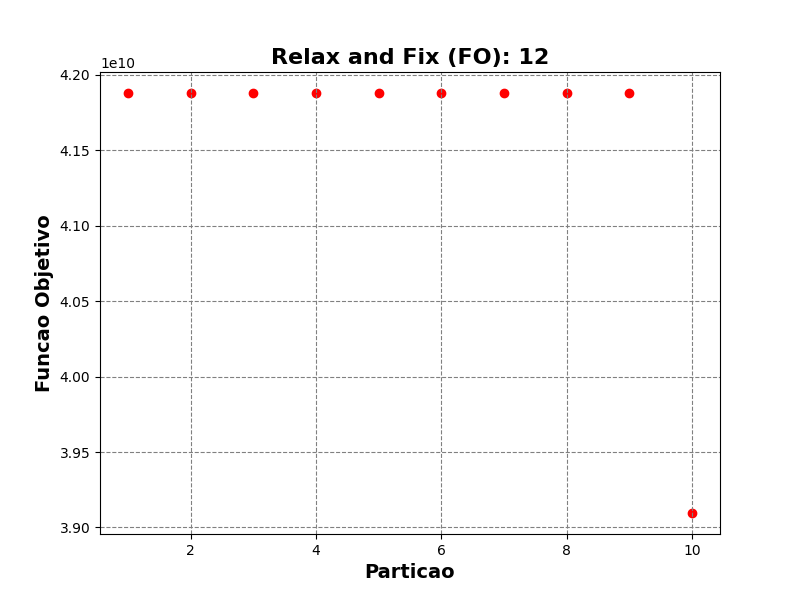 Relax and Fix (FO): 12
1e10
4.20
4.15
4.10
4.05
4.00
3.95
3.90
Funcao Objetivo
2 4 6 8 10
Particao